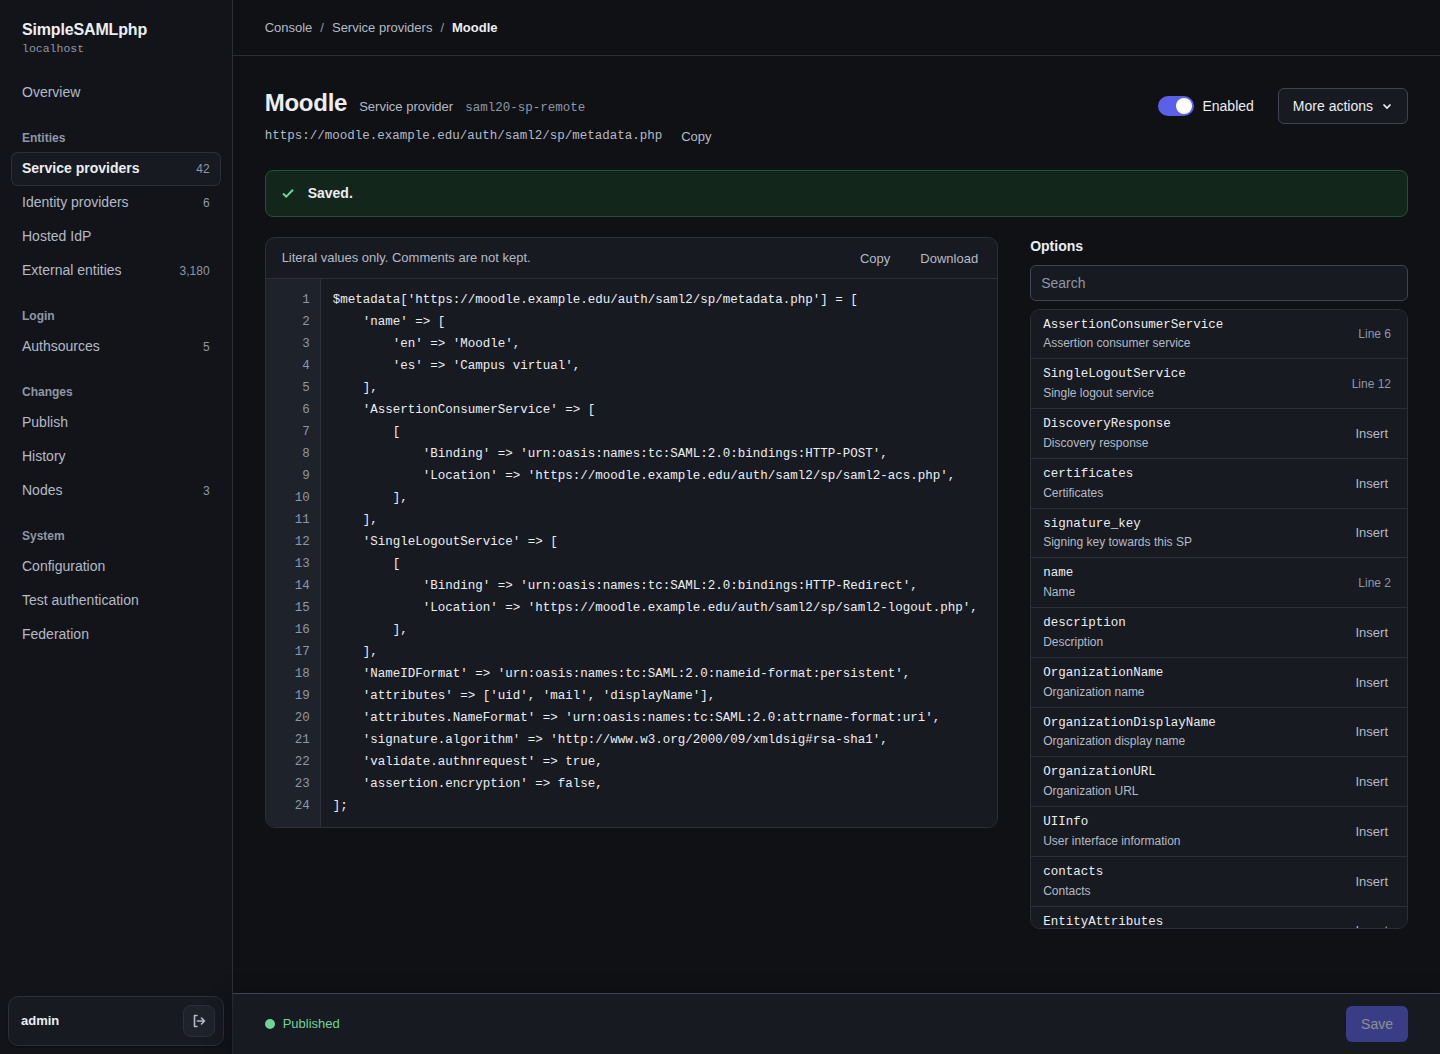 SimpleSAMLphp
localhost
Overview
Entities
Service providers 42
Identity providers 6
Hosted IdP
External entities 3,180
Login
Authsources 5
Changes
Publish
History
Nodes 3
System
Configuration
Test authentication
Federation
admin
Console / Service providers / Moodle
Moodle Service provider saml20-sp-remote
https://moodle.example.edu/auth/saml2/sp/metadata.php Copy
Enabled
More actions
Saved.
Literal values only. Comments are not kept. Copy Download
1 $metadata['https://moodle.example.edu/auth/saml2/sp/metadata.php'] = [
2     'name' => [
3         'en' => 'Moodle',
4         'es' => 'Campus virtual',
5     ],
6     'AssertionConsumerService' => [
7         [
8             'Binding' => 'urn:oasis:names:tc:SAML:2.0:bindings:HTTP-POST',
9             'Location' => 'https://moodle.example.edu/auth/saml2/sp/saml2-acs.php',
10         ],
11     ],
12     'SingleLogoutService' => [
13         [
14             'Binding' => 'urn:oasis:names:tc:SAML:2.0:bindings:HTTP-Redirect',
15             'Location' => 'https://moodle.example.edu/auth/saml2/sp/saml2-logout.php',
16         ],
17     ],
18     'NameIDFormat' => 'urn:oasis:names:tc:SAML:2.0:nameid-format:persistent',
19     'attributes' => ['uid', 'mail', 'displayName'],
20     'attributes.NameFormat' => 'urn:oasis:names:tc:SAML:2.0:attrname-format:uri',
21     'signature.algorithm' => 'http://www.w3.org/2000/09/xmldsig#rsa-sha1',
22     'validate.authnrequest' => true,
23     'assertion.encryption' => false,
24 ];
Options
Search
AssertionConsumerService
Assertion consumer service
Line 6
SingleLogoutService
Single logout service
Line 12
DiscoveryResponse
Discovery response
Insert
certificates
Certificates
Insert
signature_key
Signing key towards this SP
Insert
name
Name
Line 2
description
Description
Insert
OrganizationName
Organization name
Insert
OrganizationDisplayName
Organization display name
Insert
OrganizationURL
Organization URL
Insert
UIInfo
User interface information
Insert
contacts
Contacts
Insert
EntityAttributes
Published
Save